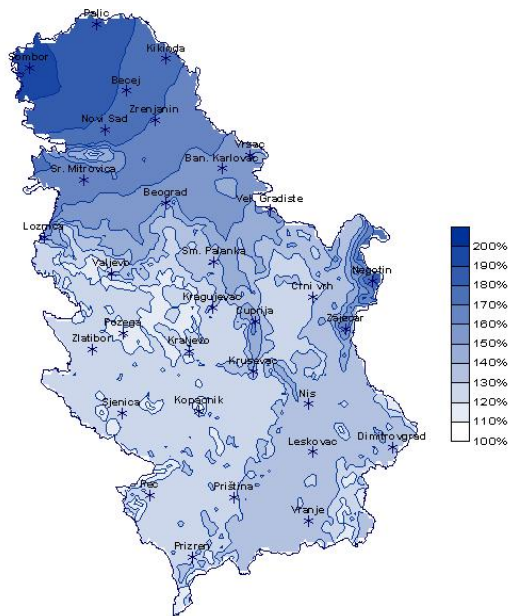 Palic
Sombor
Kikinda
Becej
Zrenjanin
Novi Sad
Vrsac
Ban. Karlovac
Sr. Mitrovica
Beograd
Vel. Gradiste
Loznica
Sm. Palanka
Valjevo
Negotin
Crni vrh
Kragujevac
Cuprija
Zajecar
Pozega
Zlatibor
Kraljevo
Krusevac
Nis
Sjenica
Kopaonik
Dimitrovgrad
Leskovac
Pec
Priština
Vranje
Prizren
200%
190%
180%
170%
160%
150%
140%
130%
120%
110%
100%